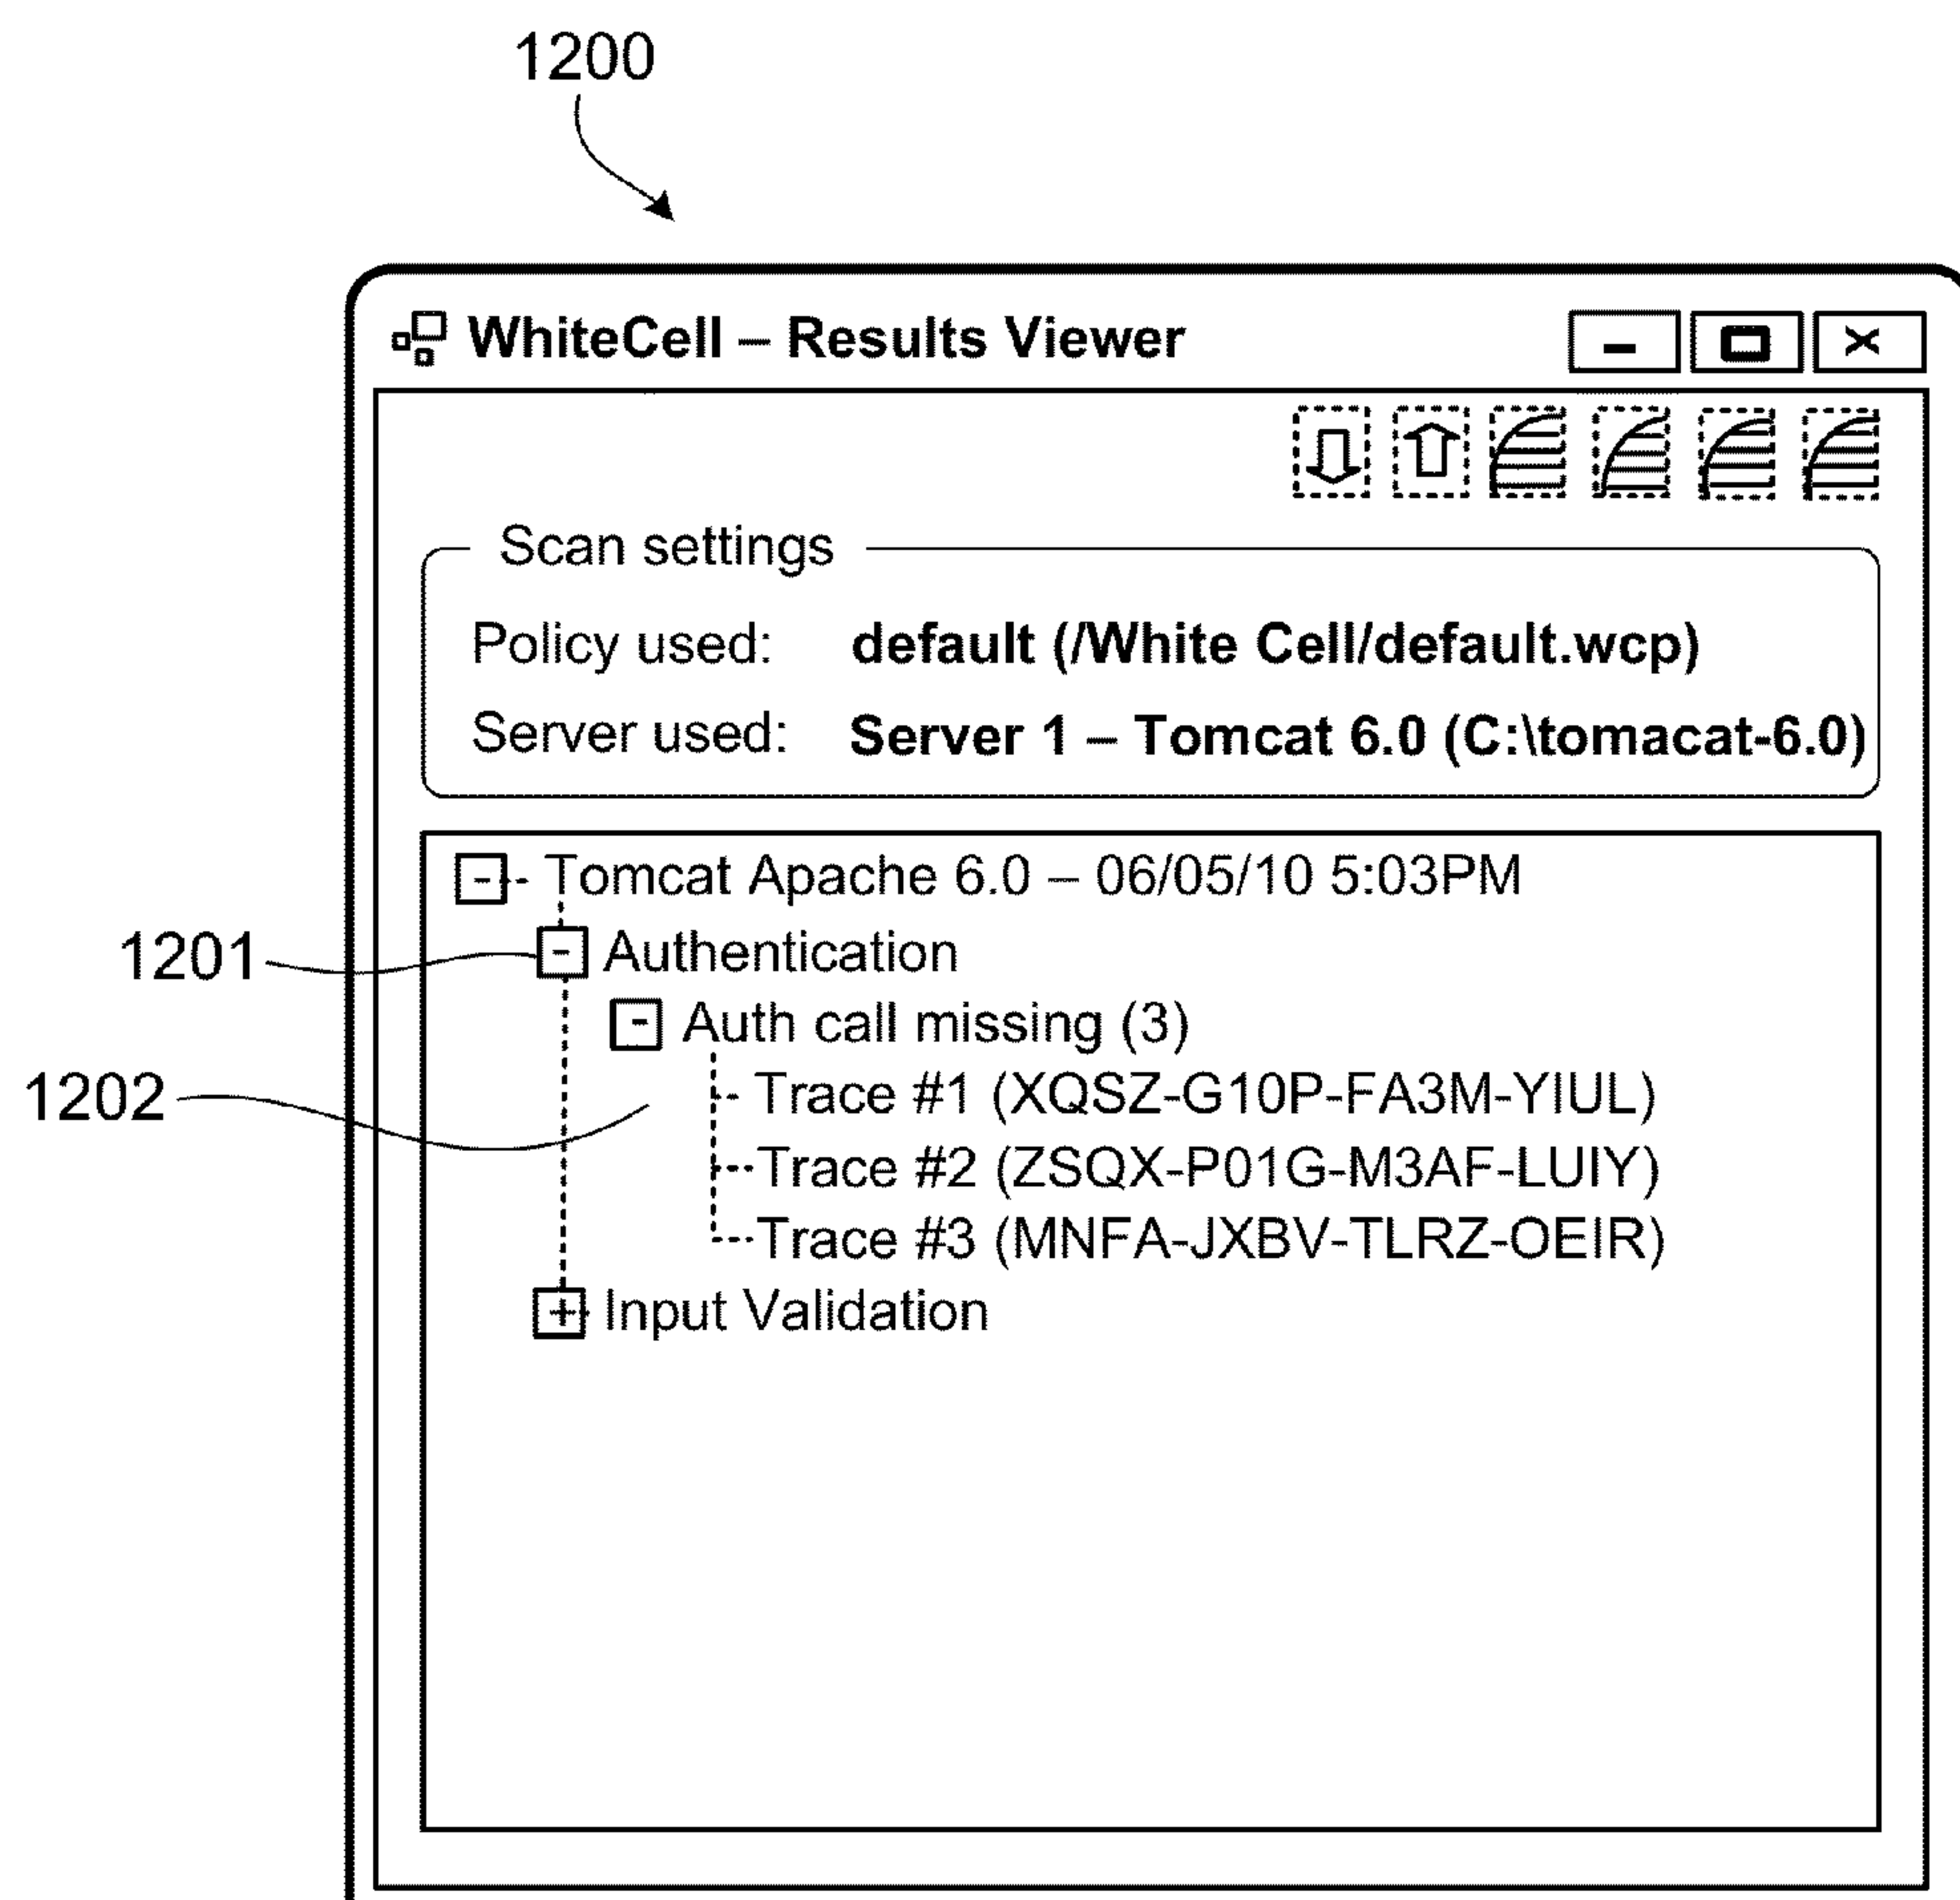 1200
WhiteCell – Results Viewer
Scan settings
Policy used: default (/White Cell/default.wcp)
Server used: Server 1 – Tomcat 6.0 (C:\tomacat-6.0)
Tomcat Apache 6.0 – 06/05/10 5:03PM
1201 Authentication
Auth call missing (3)
1202 Trace #1 (XQSZ-G10P-FA3M-YIUL)
Trace #2 (ZSQX-P01G-M3AF-LUIY)
Trace #3 (MNFA-JXBV-TLRZ-OEIR)
Input Validation